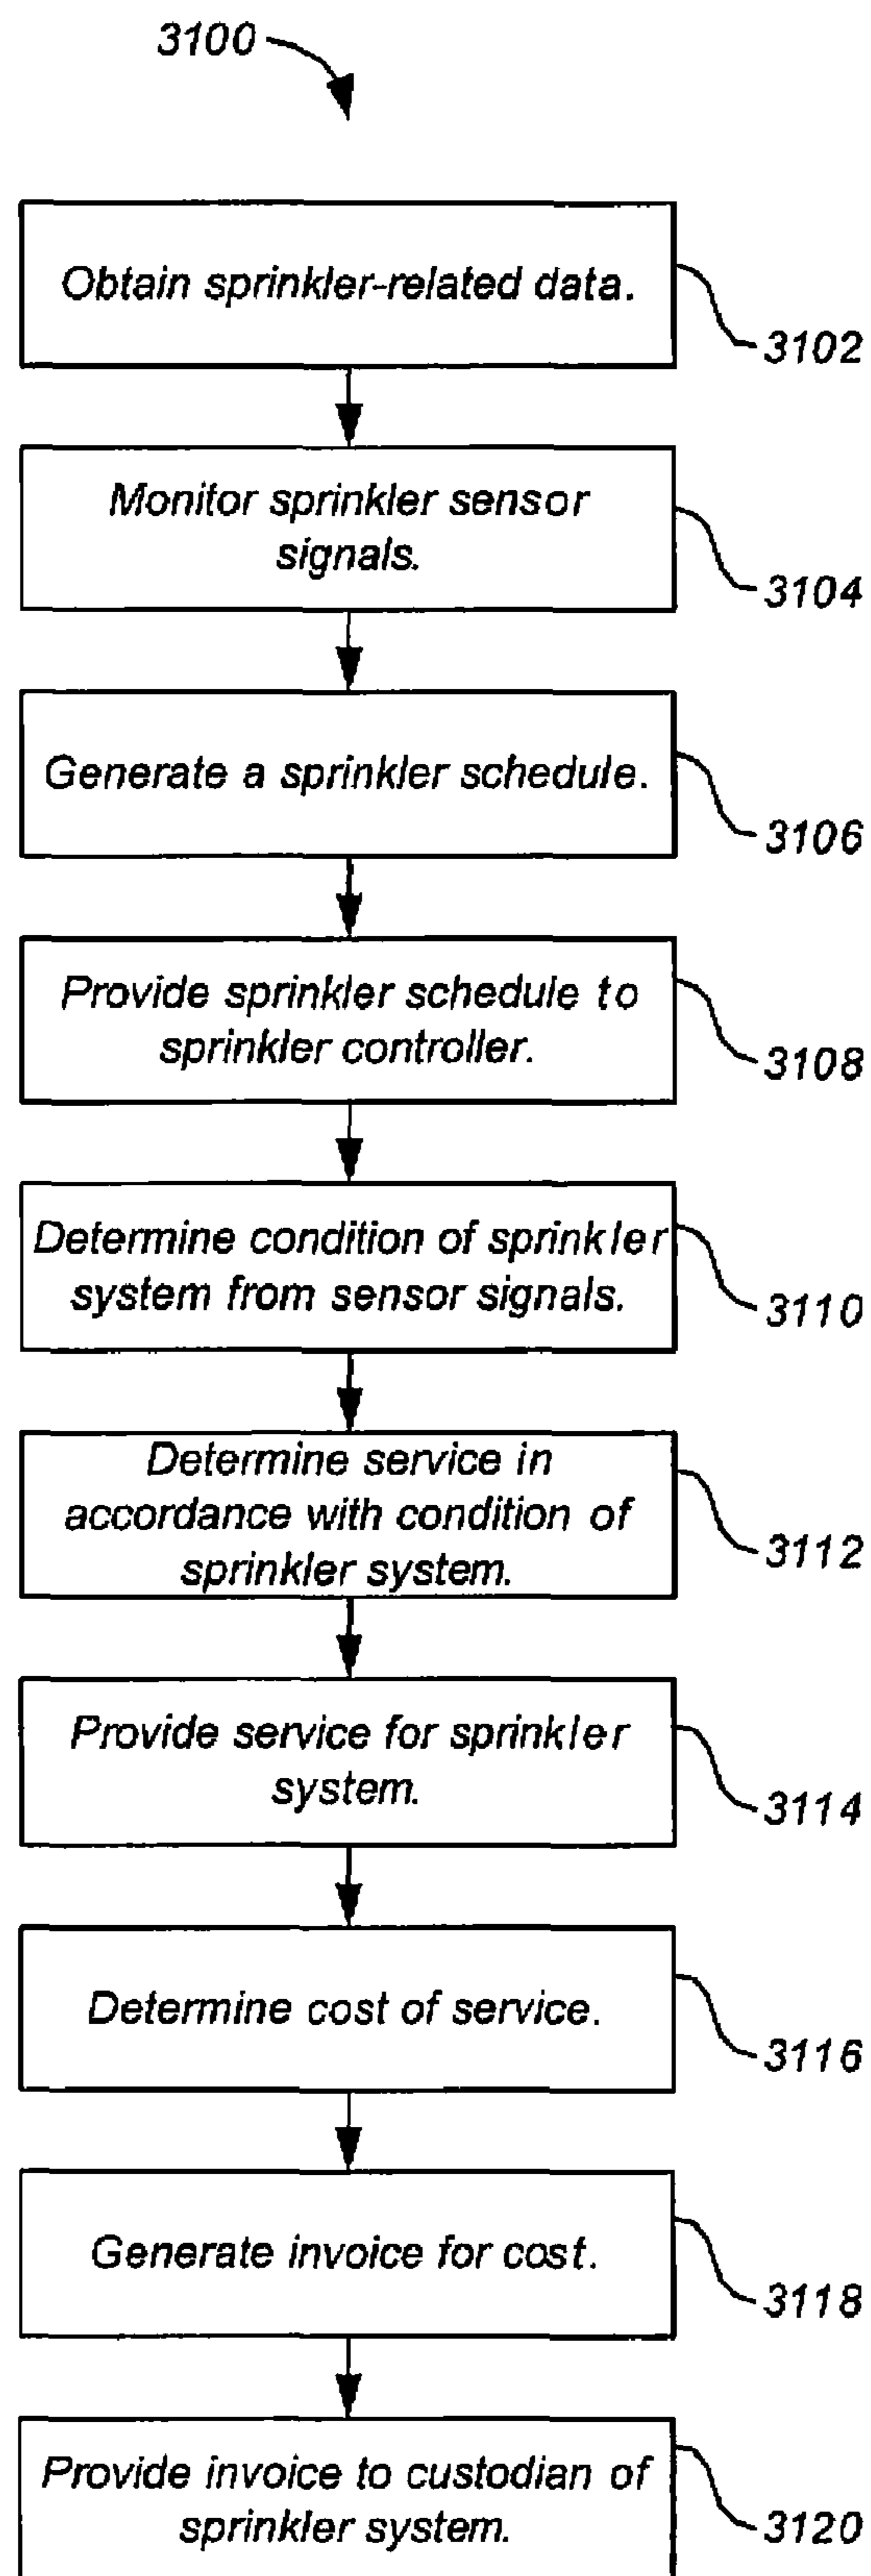 3100
Obtain sprinkler-related data.
3102
Monitor sprinkler sensor
signals.
3104
Generate a sprinkler schedule.
3106
Provide sprinkler schedule to
sprinkler controller.
3108
Determine condition of sprinkler
system from sensor signals.
3110
Determine service in
accordance with condition of
sprinkler system.
3112
Provide service for sprinkler
system.
3114
Determine cost of service.
3116
Generate invoice for cost.
3118
Provide invoice to custodian of
sprinkler system.
3120